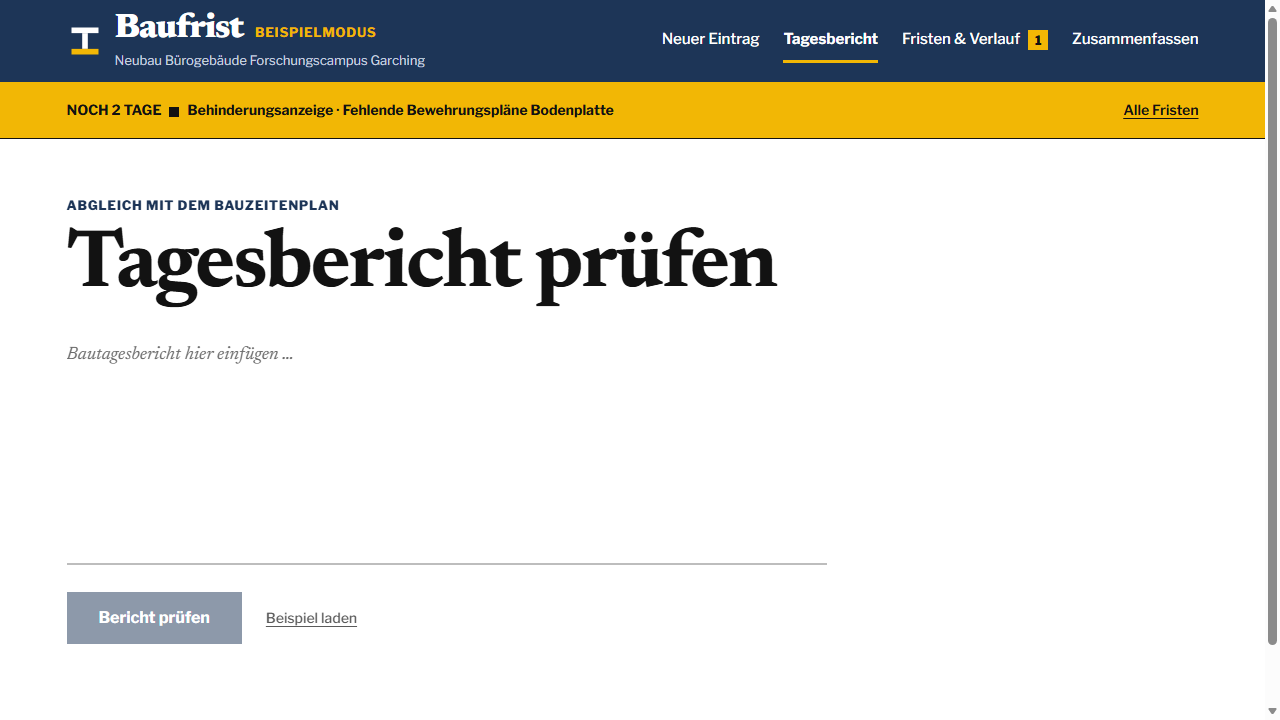 Baufrist BEISPIELMODUS
Neubau Bürogebäude Forschungscampus Garching
Neuer Eintrag Tagesbericht Fristen & Verlauf 1 Zusammenfassen
NOCH 2 TAGE ■ Behinderungsanzeige · Fehlende Bewehrungspläne Bodenplatte Alle Fristen
ABGLEICH MIT DEM BAUZEITENPLAN
Tagesbericht prüfen
Bautagesbericht hier einfügen ...
Bericht prüfen Beispiel laden